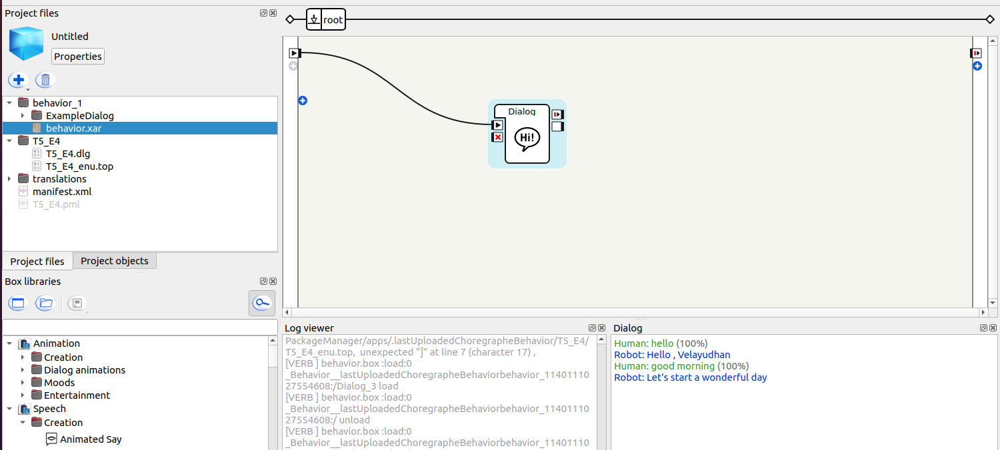 Project files
Untitled
Properties
behavior_1
ExampleDialog
behavior.xar
T5_E4
T5_E4.dlg
T5_E4_enu.top
translations
manifest.xml
T5_E4.pml
Project files
Project objects
Box libraries
Animation
Creation
Dialog animations
Moods
Entertainment
Speech
Creation
Animated Say
root
Dialog
Hi!
Log viewer
PackageManager/apps/.lastUploadedChoregrapheBehavior/T5_E4/
T5_E4_enu.top, unexpected "]" at line 7 (character 17) ,
[VERB ] behavior.box :load:0
_Behavior__lastUploadedChoregrapheBehaviorbehavior_11401110
27554608:/Dialog_3 load
[VERB ] behavior.box :load:0
_Behavior__lastUploadedChoregrapheBehaviorbehavior_11401110
27554608:/ unload
[VERB ] behavior.box :load:0
_Behavior__lastUploadedChoregrapheBehaviorbehavior_11401110
Dialog
Human: hello (100%)
Robot: Hello , Velayudhan
Human: good morning (100%)
Robot: Let's start a wonderful day